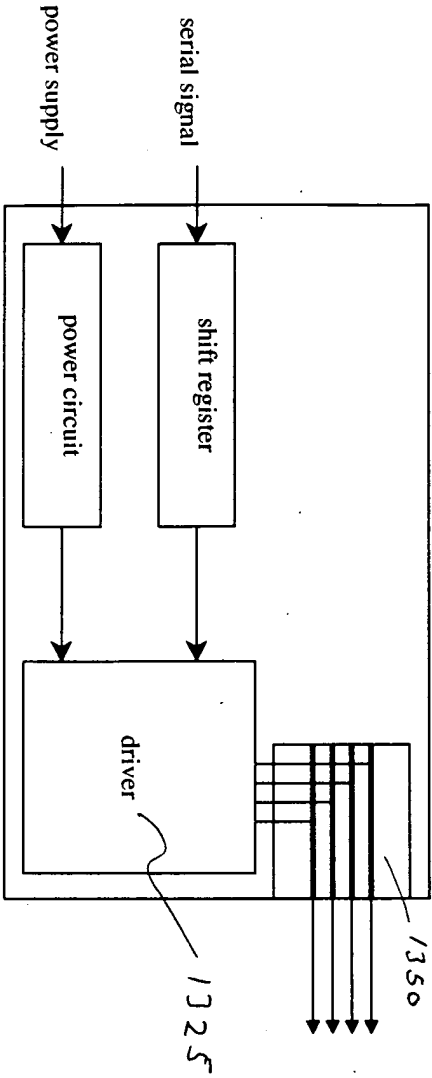 serial signal
power supply
shift register
power circuit
driver
1350
1325